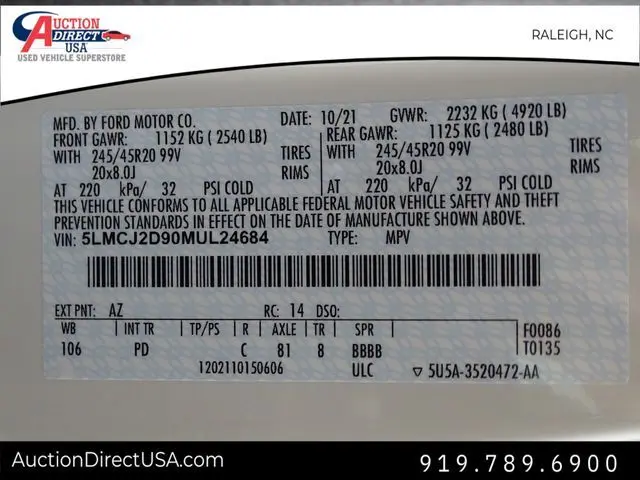 AUCTION
DIRECT
USA
USED VEHICLE SUPERSTORE
RALEIGH, NC
MFD. BY FORD MOTOR CO. DATE: 10/21 GVWR: 2232 KG ( 4920 LB)
FRONT GAWR: 1152 KG ( 2540 LB) REAR GAWR: 1125 KG ( 2480 LB)
WITH 245/45R20 99V TIRES WITH 245/45R20 99V TIRES
20x8.0J RIMS 20x8.0J RIMS
AT 220 kPa/ 32 PSI COLD AT 220 kPa/ 32 PSI COLD
THIS VEHICLE CONFORMS TO ALL APPLICABLE FEDERAL MOTOR VEHICLE SAFETY AND THEFT
PREVENTION STANDARDS IN EFFECT ON THE DATE OF MANUFACTURE SHOWN ABOVE.
VIN: 5LMCJ2D90MUL24684 TYPE: MPV
EXT PNT: AZ RC: 14 DSO:
WB INT TR TP/PS R AXLE TR SPR F0086
106 PD C 81 8 BBBB T0135
1202110150606 ULC ▽ 5U5A-3520472-AA
AuctionDirectUSA.com 919.789.6900